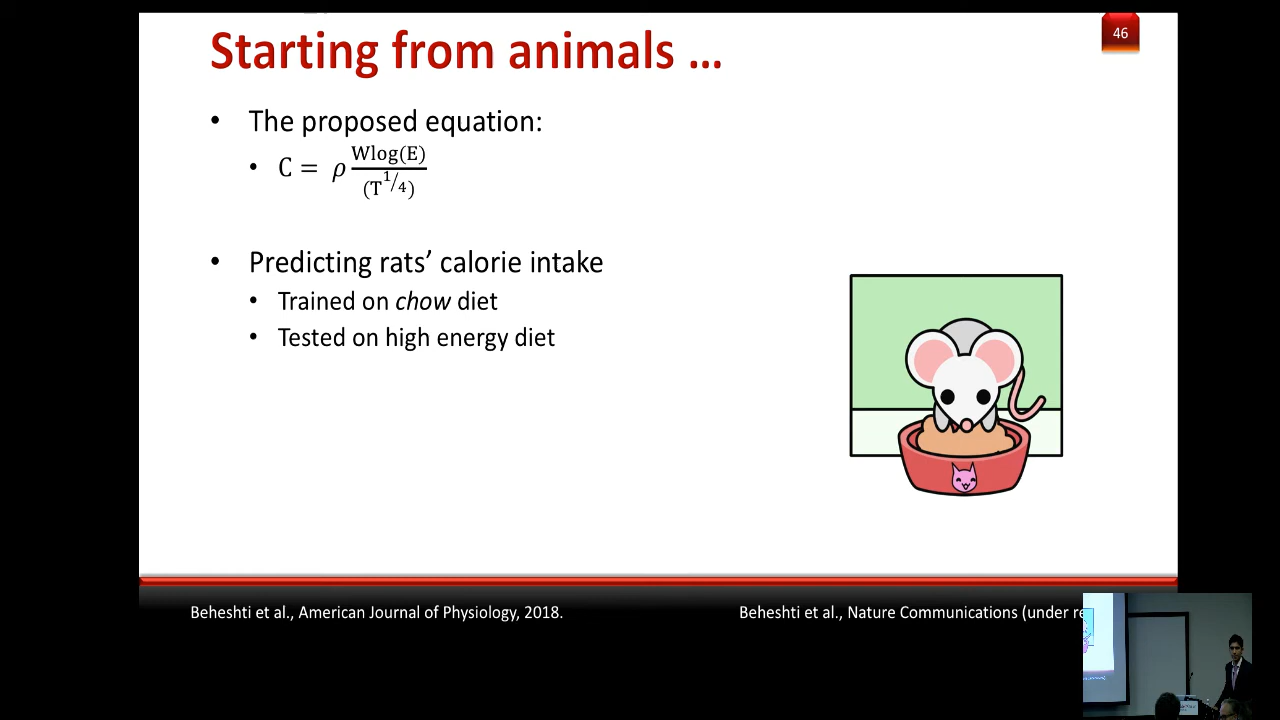 Starting from animals ...
46
• The proposed equation:
• C = ρ Wlog(E) / (T^1/4)
• Predicting rats’ calorie intake
• Trained on chow diet
• Tested on high energy diet
Beheshti et al., American Journal of Physiology, 2018.
Beheshti et al., Nature Communications (under